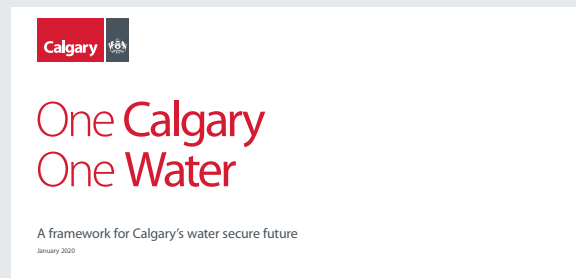 Calgary
One Calgary
One Water
A framework for Calgary's water secure future
January 2020